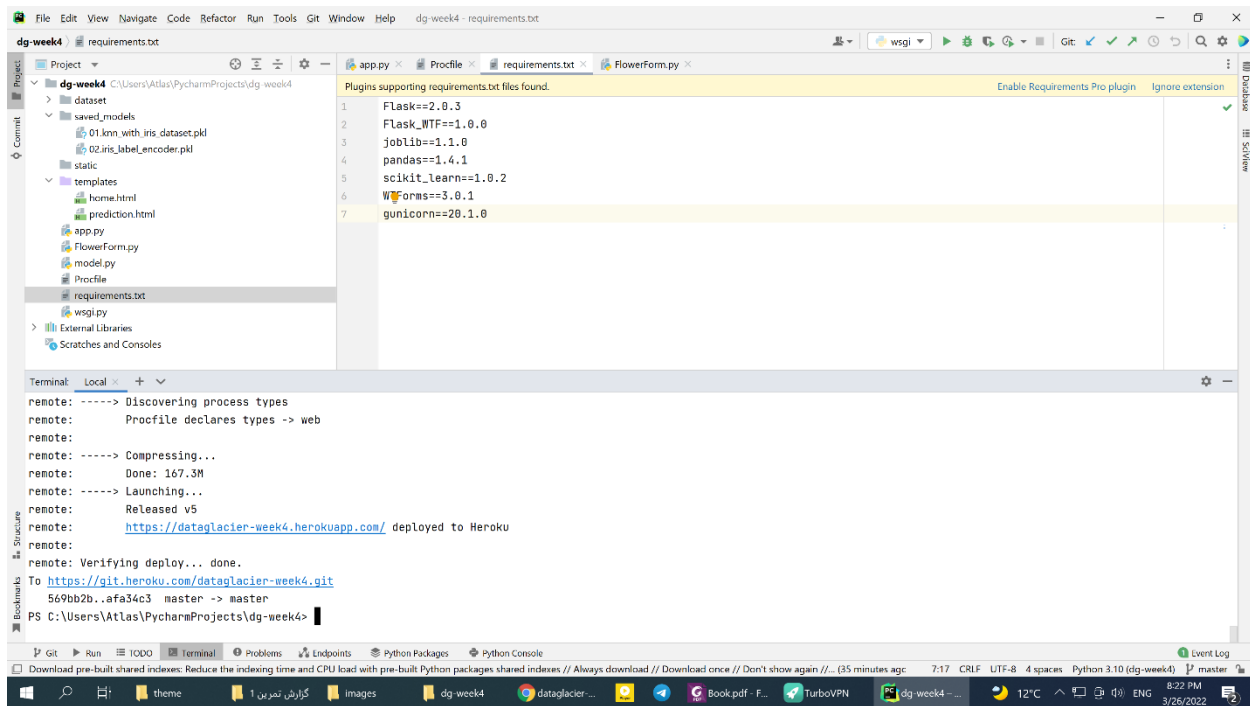 File Edit View Navigate Code Refactor Run Tools Git Window Help dg-week4 - requirements.txt
dg-week4 requirements.txt wsgi Git:
Project
app.py Procfile requirements.txt FlowerForm.py
dg-week4 C:\Users\Atlas\PycharmProjects\dg-week4
dataset
saved_models
01.knn_with_iris_dataset.pkl
02.iris_label_encoder.pkl
static
templates
home.html
prediction.html
app.py
FlowerForm.py
model.py
Procfile
requirements.txt
wsgi.py
External Libraries
Scratches and Consoles
Plugins supporting requirements.txt files found. Enable Requirements Pro plugin Ignore extension
1 Flask==2.0.3
2 Flask_WTF==1.0.0
3 joblib==1.1.0
4 pandas==1.4.1
5 scikit_learn==1.0.2
6 WTForms==3.0.1
7 gunicorn==20.1.0
Project
Commit
Structure
Bookmarks
Database
SciView
Terminal: Local
remote: -----> Discovering process types
remote: Procfile declares types -> web
remote:
remote: -----> Compressing...
remote: Done: 167.3M
remote: -----> Launching...
remote: Released v5
remote: https://dataglacier-week4.herokuapp.com/ deployed to Heroku
remote:
remote: Verifying deploy... done.
To https://git.heroku.com/dataglacier-week4.git
569bb2b..afa34c3 master -> master
PS C:\Users\Atlas\PycharmProjects\dg-week4>
Git Run TODO Terminal Problems Endpoints Python Packages Python Console 1 Event Log
Download pre-built shared indexes: Reduce the indexing time and CPU load with pre-built Python packages shared indexes // Always download // Download once // Don't show again //... (35 minutes agc 7:17 CRLF UTF-8 4 spaces Python 3.10 (dg-week4) master
theme گزارش تمرین 1 images dg-week4 dataglacier-... Book.pdf - F... TurboVPN dg-week4 – ... 12°C ENG 8:22 PM
3/26/2022 2